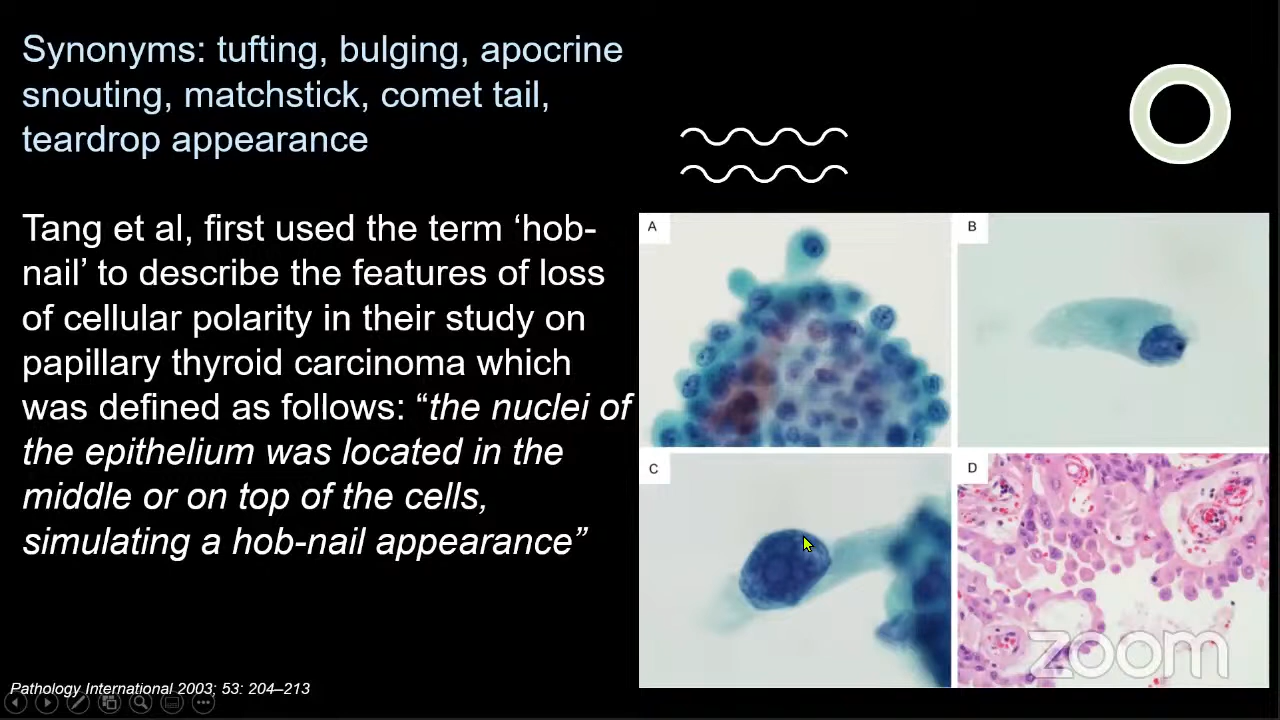 Synonyms: tufting, bulging, apocrine
snouting, matchstick, comet tail,
teardrop appearance
Tang et al, first used the term ‘hob-
nail’ to describe the features of loss
of cellular polarity in their study on
papillary thyroid carcinoma which
was defined as follows: “the nuclei of
the epithelium was located in the
middle or on top of the cells,
simulating a hob-nail appearance”
A
B
C
D
zoom
Pathology International 2003; 53: 204–213